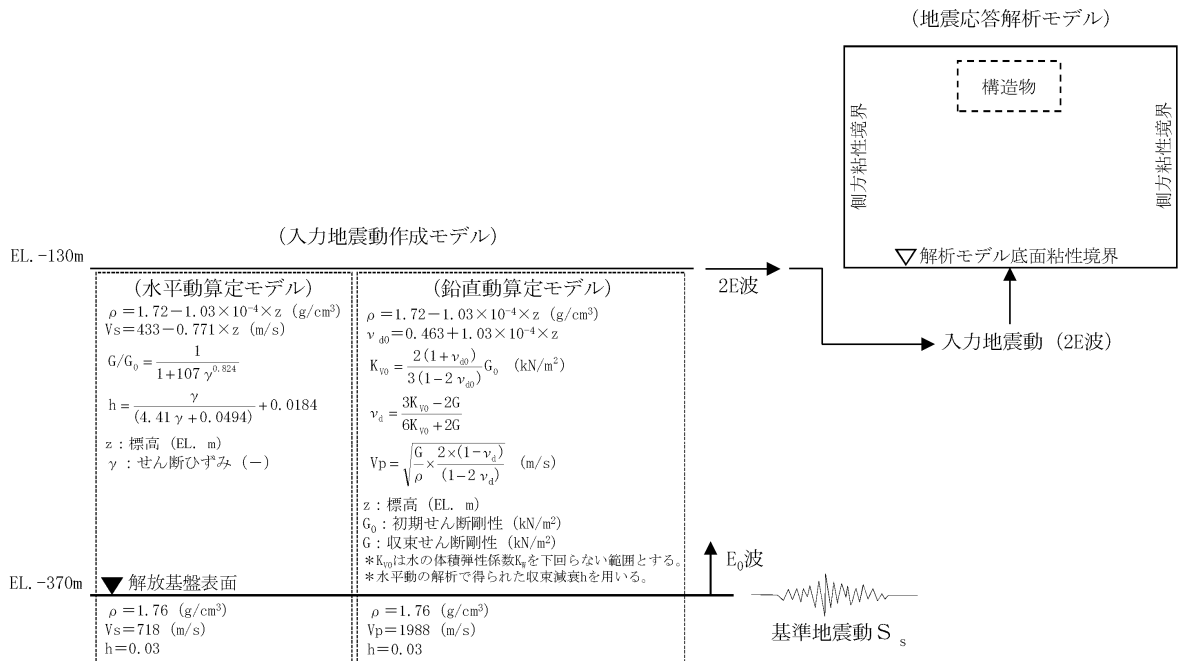 (地震応答解析モデル)
構造物
側方粘性境界
側方粘性境界
▽解析モデル底面粘性境界
(入力地震動作成モデル)
EL. -130m
2E波
入力地震動 (2E波)
(水平動算定モデル)
ρ=1.72-1.03×10⁻⁴×z (g/cm³)
Vs=433-0.771×z (m/s)
G/G₀=1/(1+107γ^0.824)
h=γ/(4.41γ+0.0494)+0.0184
z:標高 (EL. m)
γ:せん断ひずみ (-)
(鉛直動算定モデル)
ρ=1.72-1.03×10⁻⁴×z (g/cm³)
ν_d0=0.463+1.03×10⁻⁴×z
K_V0=2(1+ν_d0)/3(1-2ν_d0) G₀ (kN/m²)
ν_d=(3K_V0-2G)/(6K_V0+2G)
Vp=√(G/ρ×2×(1-ν_d)/(1-2ν_d)) (m/s)
z:標高 (EL. m)
G₀:初期せん断剛性 (kN/m²)
G:収束せん断剛性 (kN/m²)
*K_V0は水の体積弾性係数K_Wを下回らない範囲とする。
*水平動の解析で得られた収束減衰hを用いる。
E₀波
EL. -370m
▼解放基盤表面
ρ=1.76 (g/cm³)
Vs=718 (m/s)
h=0.03
ρ=1.76 (g/cm³)
Vp=1988 (m/s)
h=0.03
基準地震動Ss